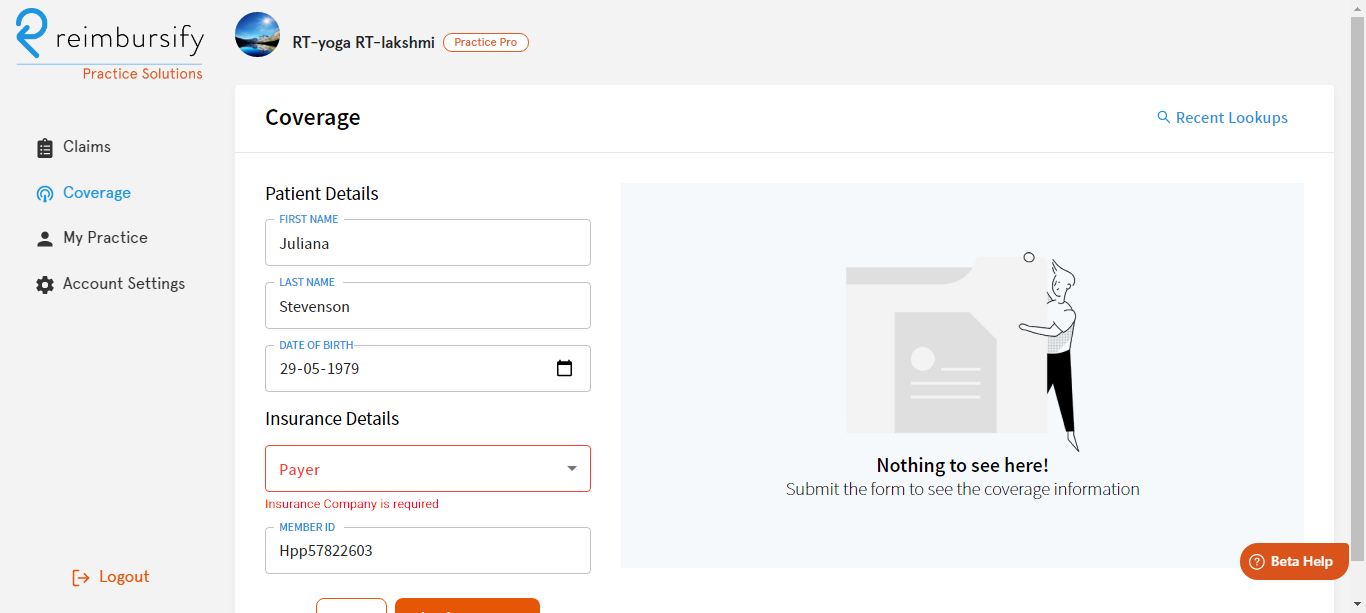 reimbursify
Practice Solutions
RT-yoga RT-lakshmi
Practice Pro
Claims
Coverage
My Practice
Account Settings
Logout
Coverage
Recent Lookups
Patient Details
FIRST NAME
Juliana
LAST NAME
Stevenson
DATE OF BIRTH
29-05-1979
Insurance Details
Payer
Insurance Company is required
MEMBER ID
Hpp57822603
Nothing to see here!
Submit the form to see the coverage information
Beta Help